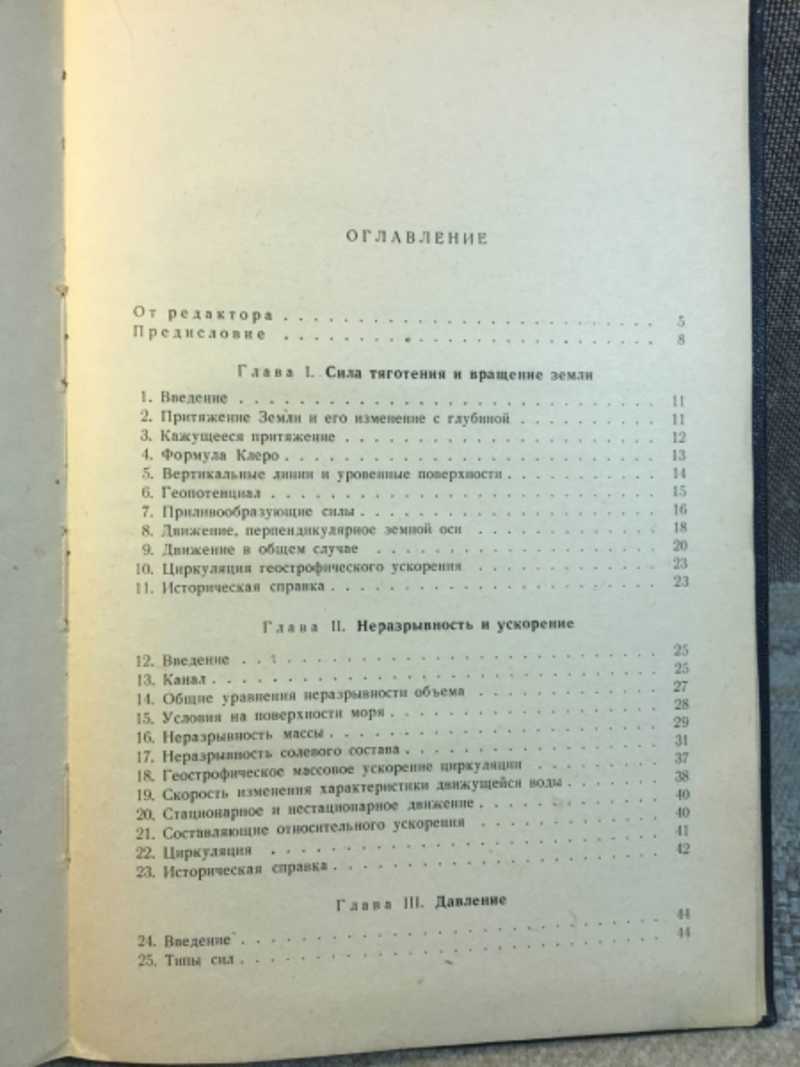 ОГЛАВЛЕНИЕ
От редактора . . . . . . . . . . . . . . . . . . . . 5
Предисловие . . . . . . . . . . . . . . . . . . . . 8
Глава I. Сила тяготения и вращение земли
1. Введение . . . . . . . . . . . . . . . . . . . . 11
2. Притяжение Земли и его изменение с глубиной . . . . . . . . 11
3. Кажущееся притяжение . . . . . . . . . . . . . . . . 12
4. Формула Клеро . . . . . . . . . . . . . . . . . . . 13
5. Вертикальные линии и уровенные поверхности . . . . . . . . 14
6. Геопотенциал . . . . . . . . . . . . . . . . . . . . 15
7. Приливообразующие силы . . . . . . . . . . . . . . . . 16
8. Движение, перпендикулярное земной оси . . . . . . . . . . 18
9. Движение в общем случае . . . . . . . . . . . . . . . 20
10. Циркуляция геострофического ускорения . . . . . . . . . . 23
11. Историческая справка . . . . . . . . . . . . . . . . . 23
Глава II. Неразрывность и ускорение
12. Введение . . . . . . . . . . . . . . . . . . . . 25
13. Канал . . . . . . . . . . . . . . . . . . . . . . 25
14. Общие уравнения неразрывности объема . . . . . . . . . . 27
15. Условия на поверхности моря . . . . . . . . . . . . . . 28
16. Неразрывность массы . . . . . . . . . . . . . . . . . 29
17. Неразрывность солевого состава . . . . . . . . . . . . . 31
18. Геострофическое массовое ускорение циркуляции . . . . . . . 37
19. Скорость изменения характеристики движущейся воды . . . . . 38
20. Стационарное и нестационарное движение . . . . . . . . . . 40
21. Составляющие относительного ускорения . . . . . . . . . . 40
22. Циркуляция . . . . . . . . . . . . . . . . . . . . 41
23. Историческая справка . . . . . . . . . . . . . . . . . 42
Глава III. Давление
24. Введение . . . . . . . . . . . . . . . . . . . . 44
25. Типы сил . . . . . . . . . . . . . . . . . . . . 44